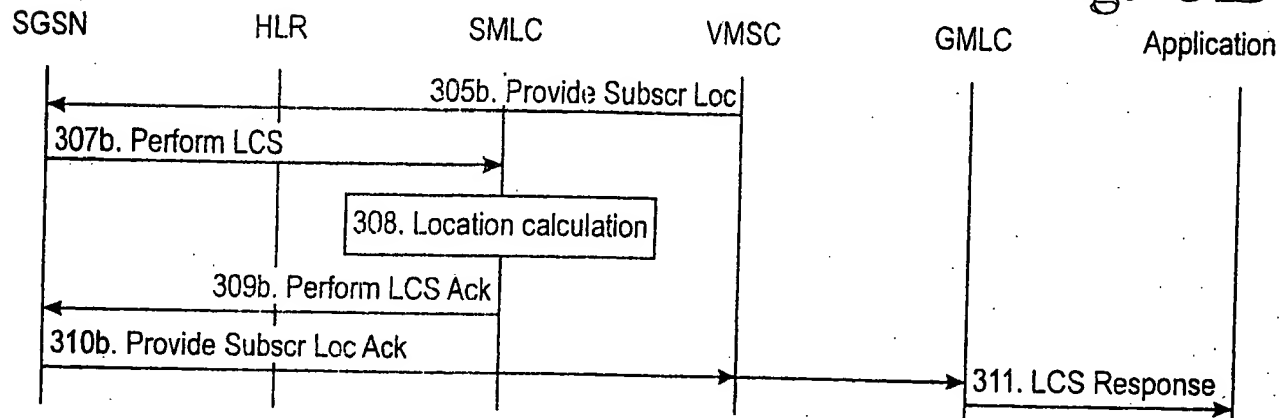 SGSN HLR SMLC VMSC GMLC Application
305b. Provide Subscr Loc
307b. Perform LCS
308. Location calculation
309b. Perform LCS Ack
310b. Provide Subscr Loc Ack
311. LCS Response